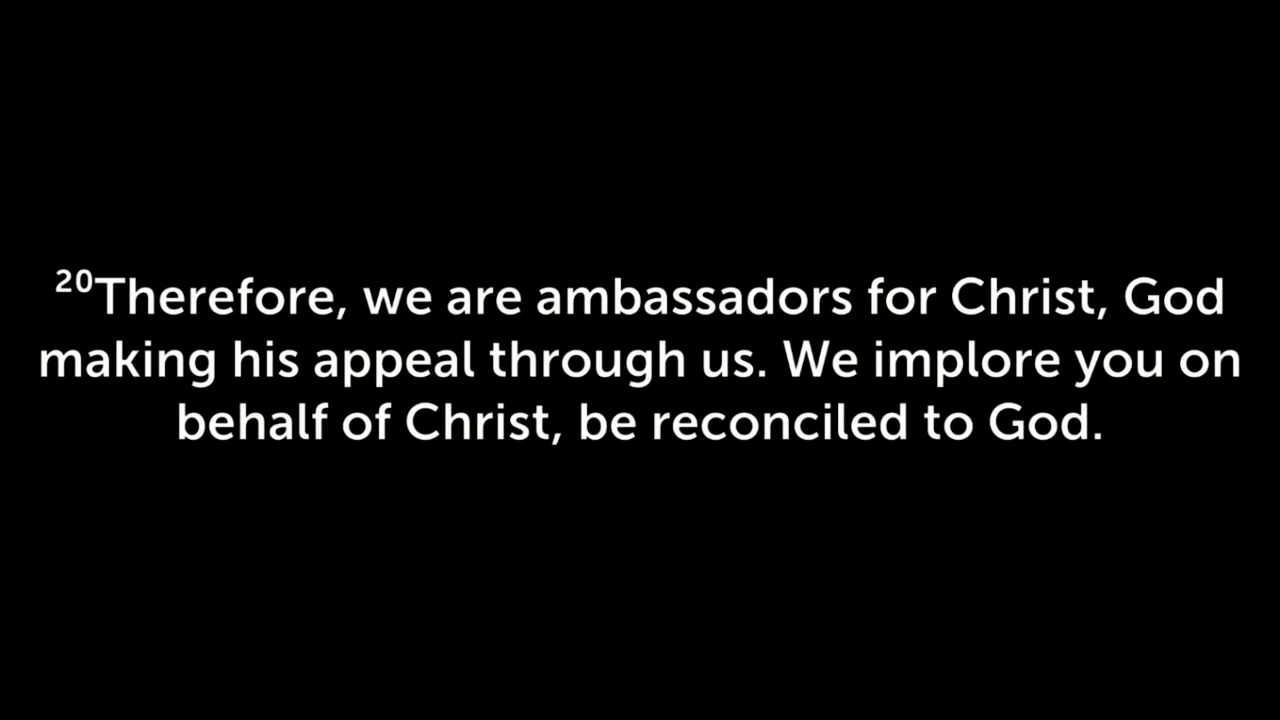 20Therefore, we are ambassadors for Christ, God
making his appeal through us. We implore you on
behalf of Christ, be reconciled to God.